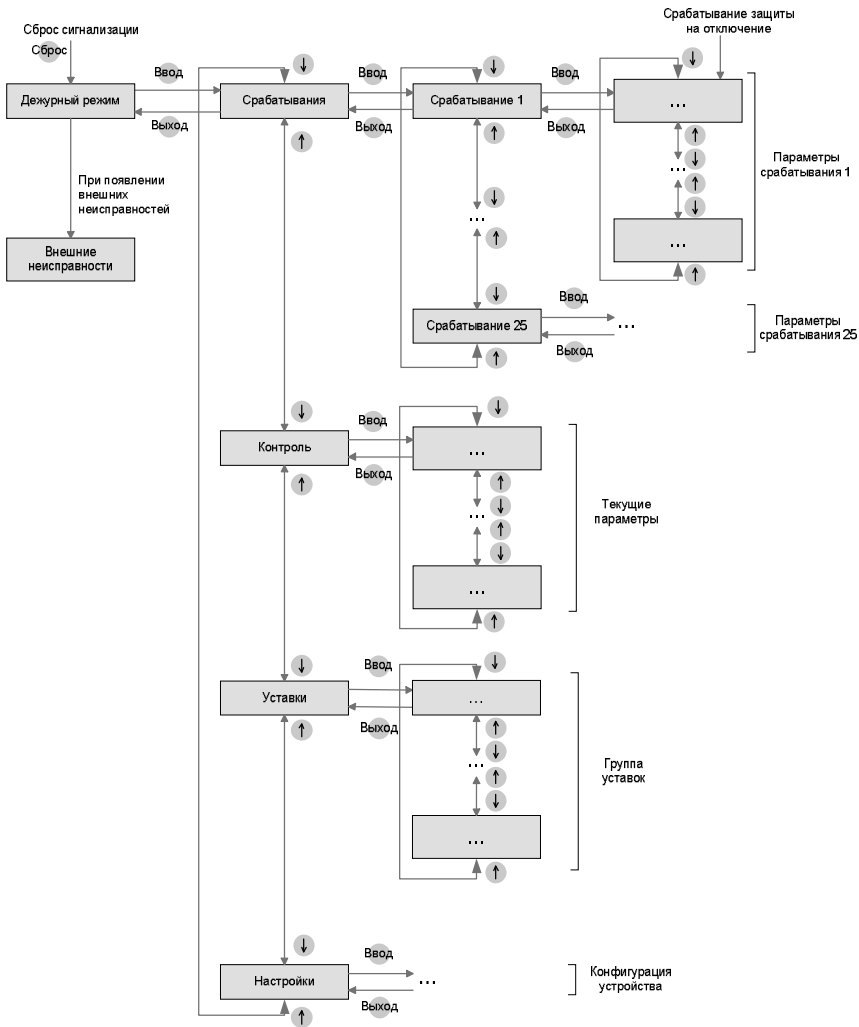 Сброс сигнализации
Сброс
Срабатывание защиты
на отключение
Дежурный режим
Ввод
Выход
Срабатывания
Ввод
Выход
Срабатывание 1
Ввод
Выход
...
...
...
Параметры
срабатывания 1
При появлении
внешних
неисправностей
Внешние
неисправности
...
Срабатывание 25
Ввод
Выход
...
Параметры
срабатывания 25
Контроль
Ввод
Выход
...
...
...
Текущие
параметры
Уставки
Ввод
Выход
...
...
...
Группа
уставок
Настройки
Ввод
Выход
...
Конфигурация
устройства